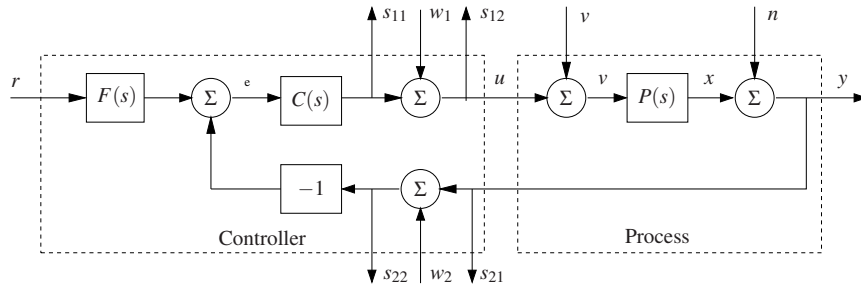 s₁₁ w₁ s₁₂ v n
r F(s) Σ e C(s) Σ u Σ v P(s) x Σ y
−1 Σ
Controller Process
s₂₂ w₂ s₂₁